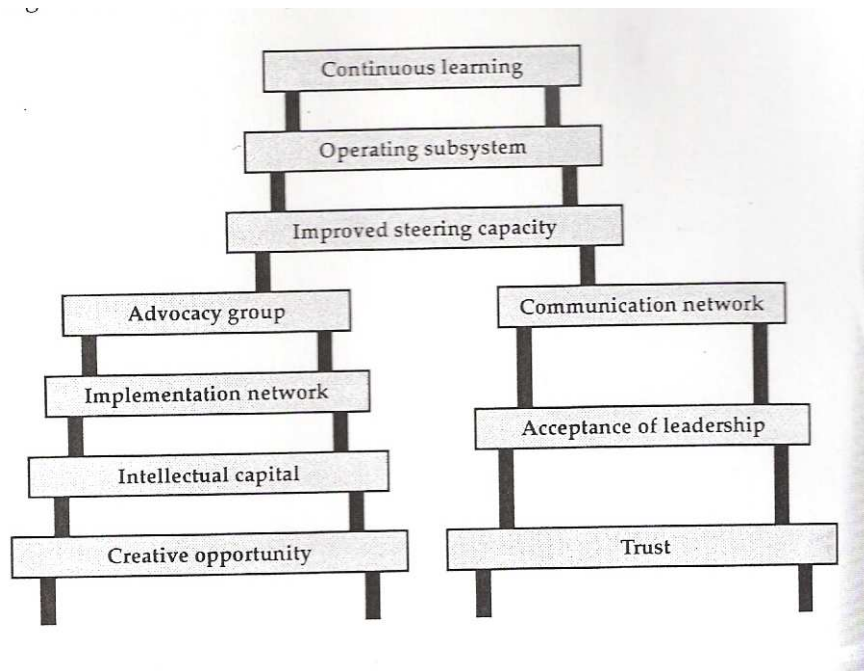 Continuous learning
Operating subsystem
Improved steering capacity
Advocacy group
Communication network
Implementation network
Acceptance of leadership
Intellectual capital
Creative opportunity
Trust